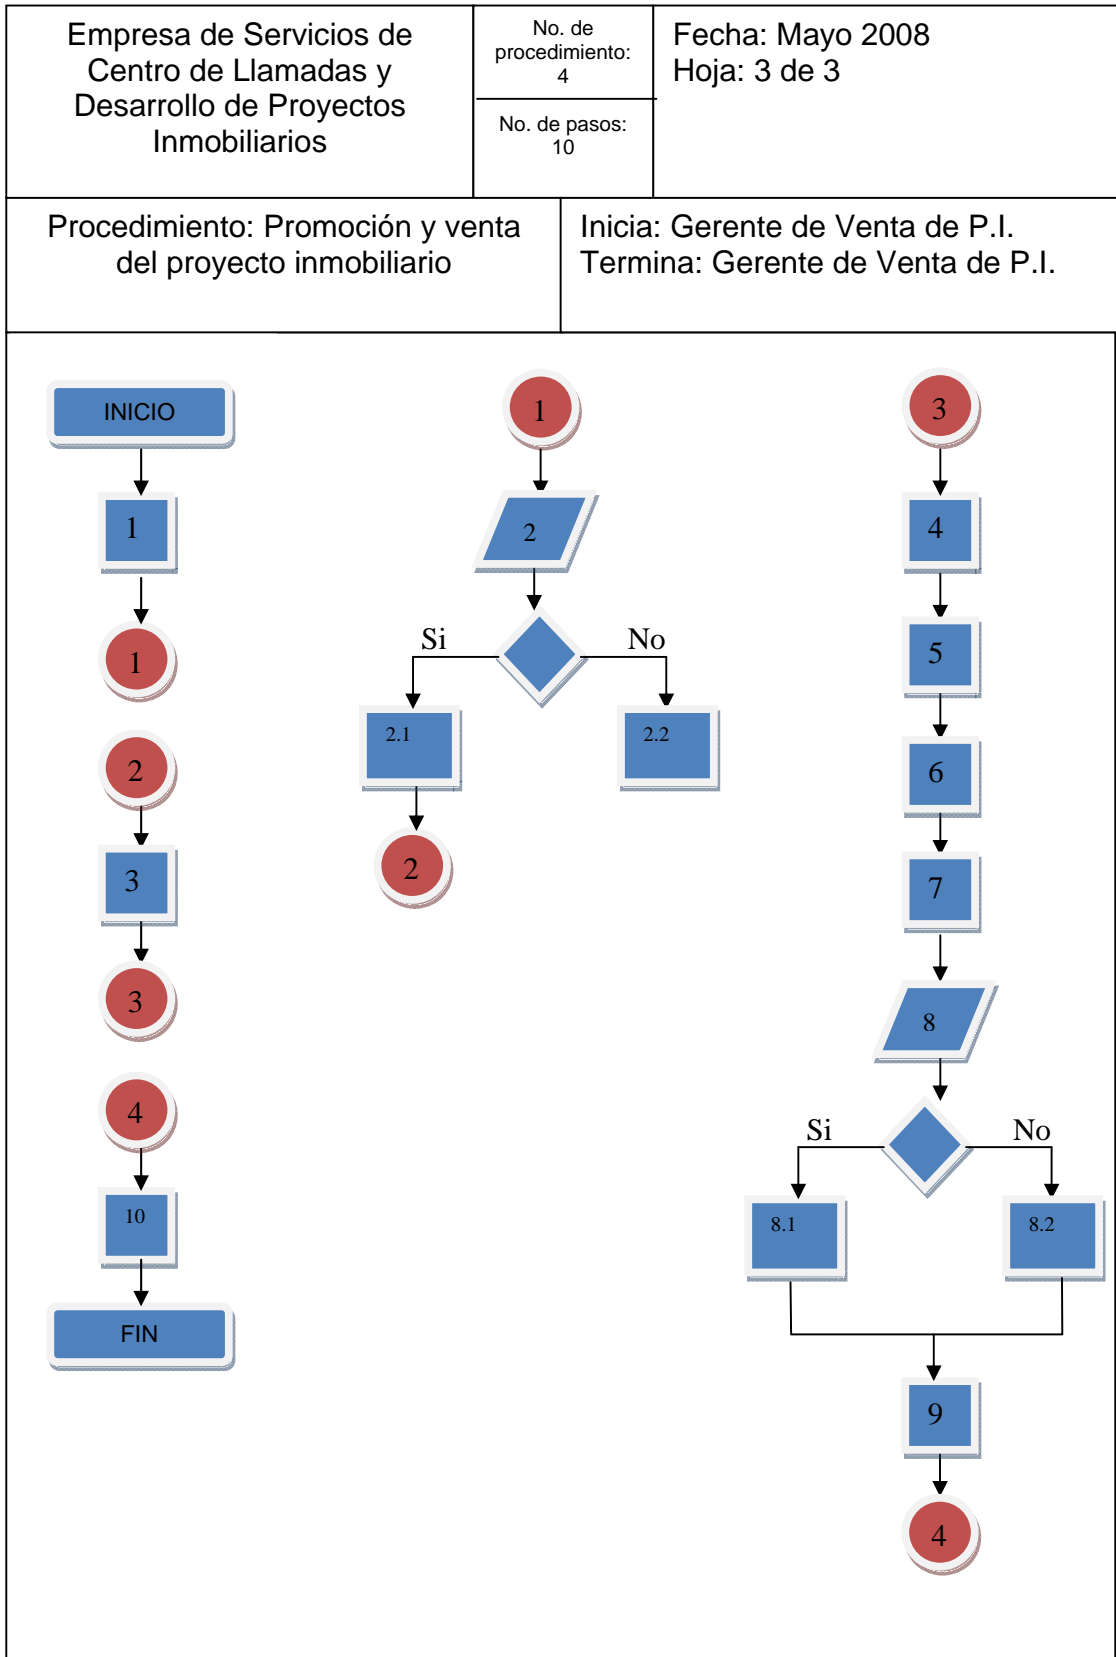 Empresa de Servicios de
Centro de Llamadas y
Desarrollo de Proyectos
Inmobiliarios
No. de
procedimiento:
4
No. de pasos:
10
Fecha: Mayo 2008
Hoja: 3 de 3
Procedimiento: Promoción y venta
del proyecto inmobiliario
Inicia: Gerente de Venta de P.I.
Termina: Gerente de Venta de P.I.
INICIO
1
1
2
3
3
4
10
FIN
1
2
Si
No
2.1
2.2
2
3
4
5
6
7
8
Si
No
8.1
8.2
9
4